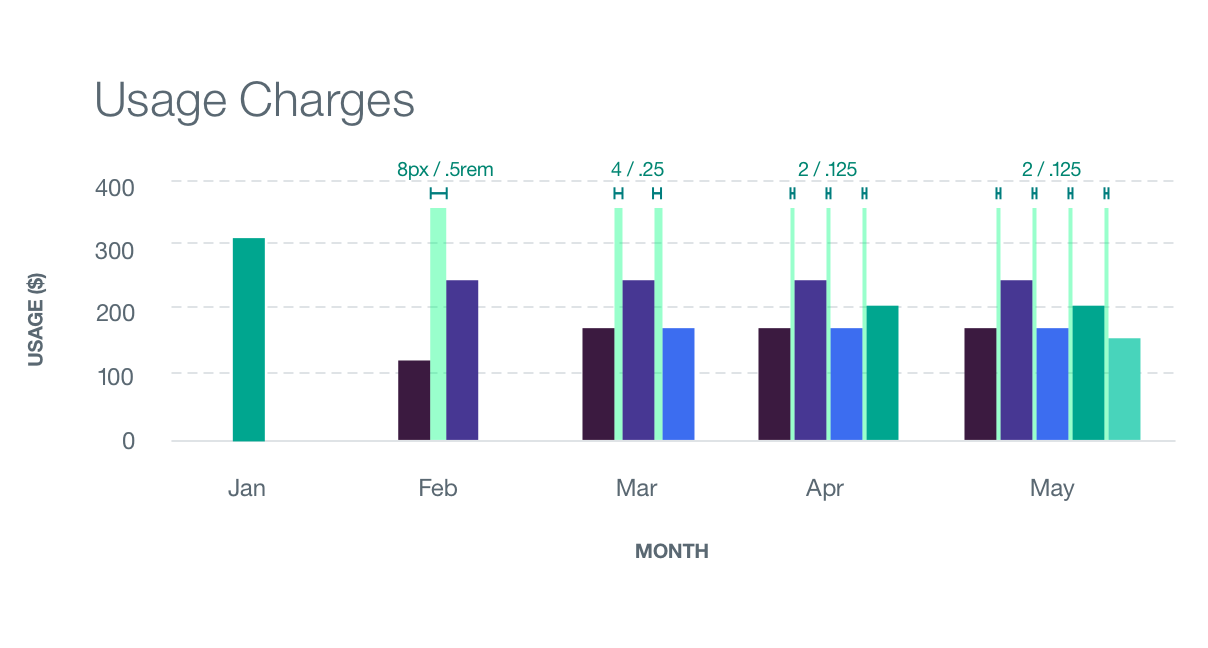 Usage Charges
8px / .5rem
4 / .25
2 / .125
2 / .125
400
300
200
100
0
USAGE ($)
Jan
Feb
Mar
Apr
May
MONTH